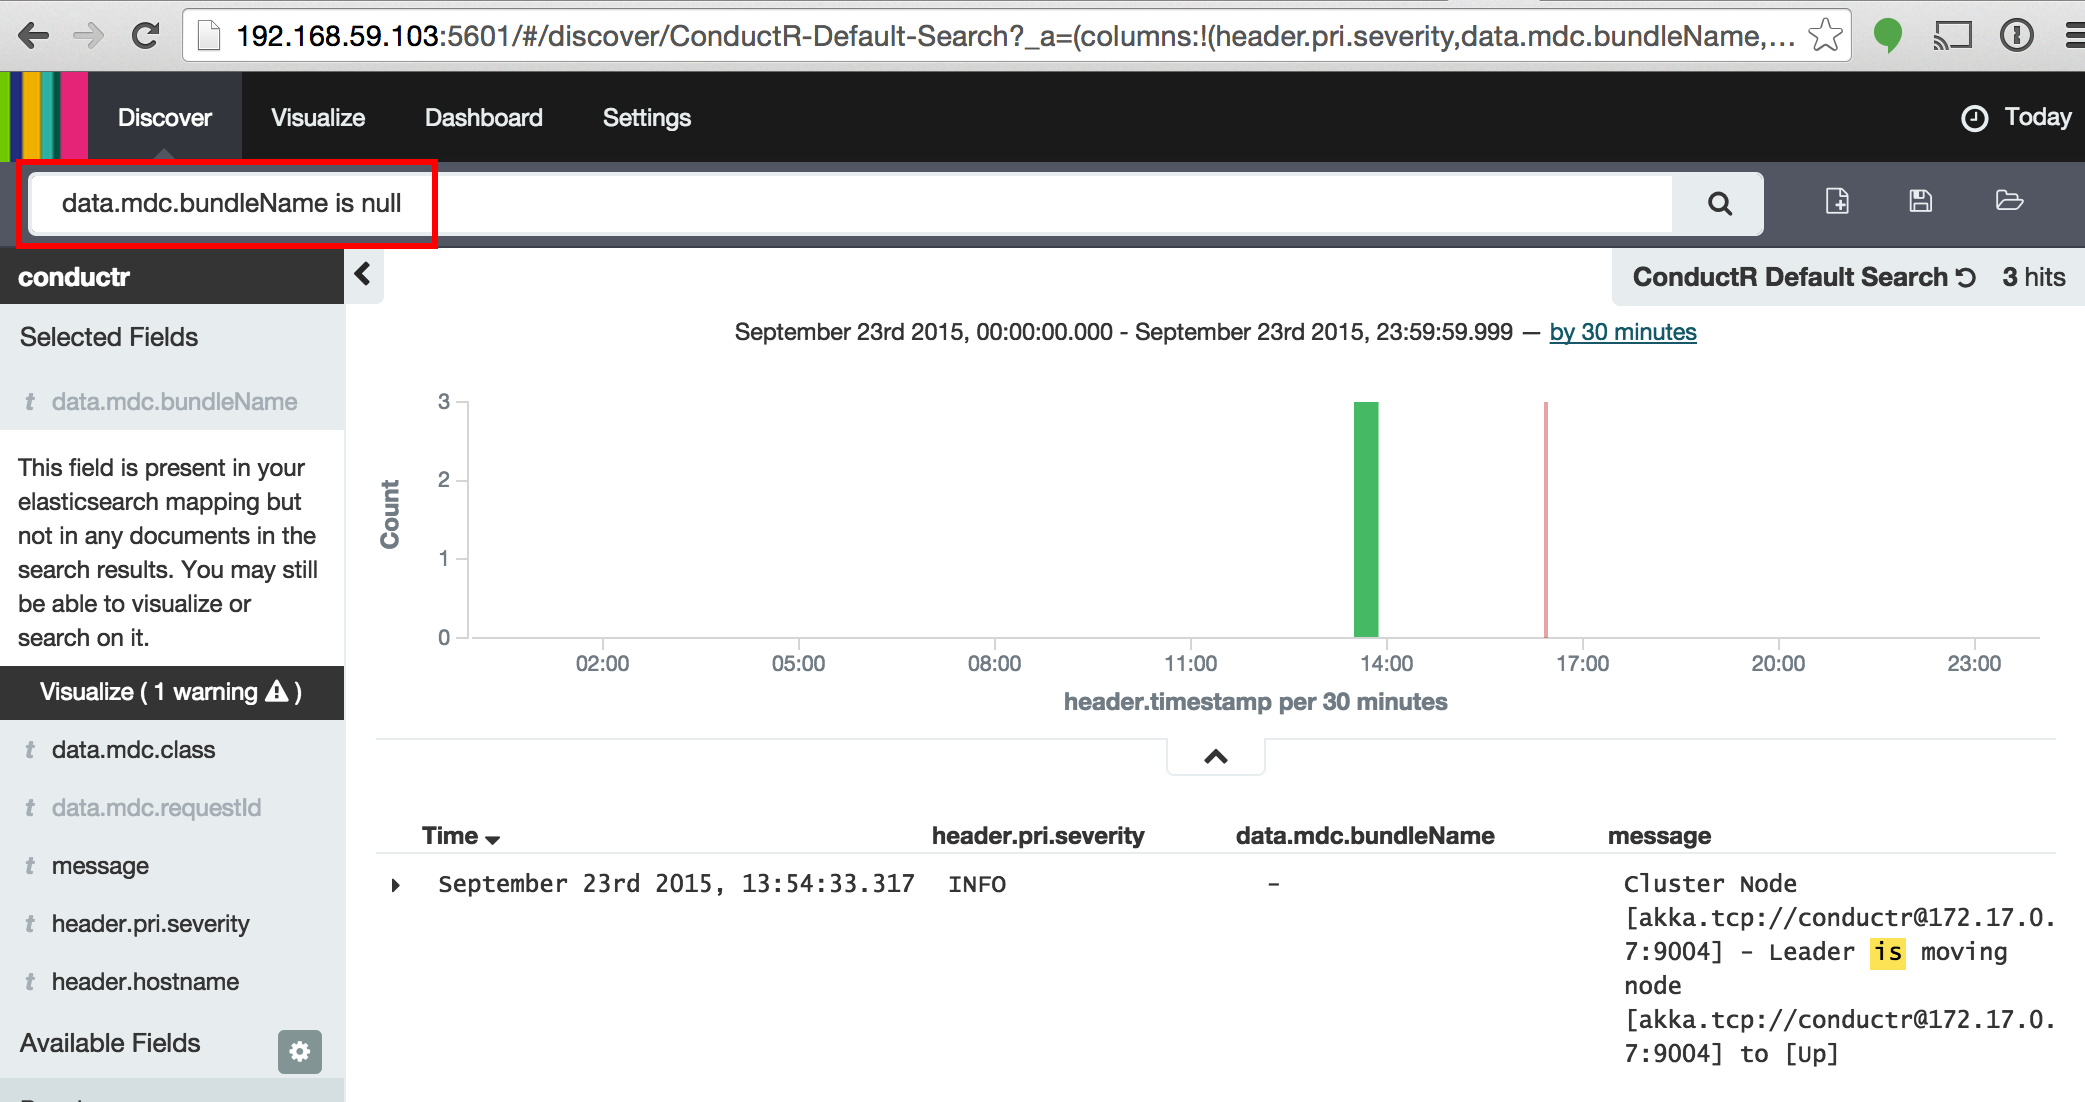 192.168.59.103:5601/#/discover/ConductR-Default-Search?_a=(columns:!(header.pri.severity,data.mdc.bundleName,...
Discover Visualize Dashboard Settings Today
data.mdc.bundleName is null
conductr
ConductR Default Search 3 hits
Selected Fields
September 23rd 2015, 00:00:00.000 - September 23rd 2015, 23:59:59.999 — by 30 minutes
t data.mdc.bundleName
This field is present in your
elasticsearch mapping but
not in any documents in the
search results. You may still
be able to visualize or
search on it.
Visualize ( 1 warning )
t data.mdc.class
t data.mdc.requestId
t message
t header.pri.severity
t header.hostname
Available Fields
Count
3
2
1
0
02:00 05:00 08:00 11:00 14:00 17:00 20:00 23:00
header.timestamp per 30 minutes
Time header.pri.severity data.mdc.bundleName message
September 23rd 2015, 13:54:33.317 INFO - Cluster Node
[akka.tcp://conductr@172.17.0.
7:9004] - Leader is moving
node
[akka.tcp://conductr@172.17.0.
7:9004] to [Up]